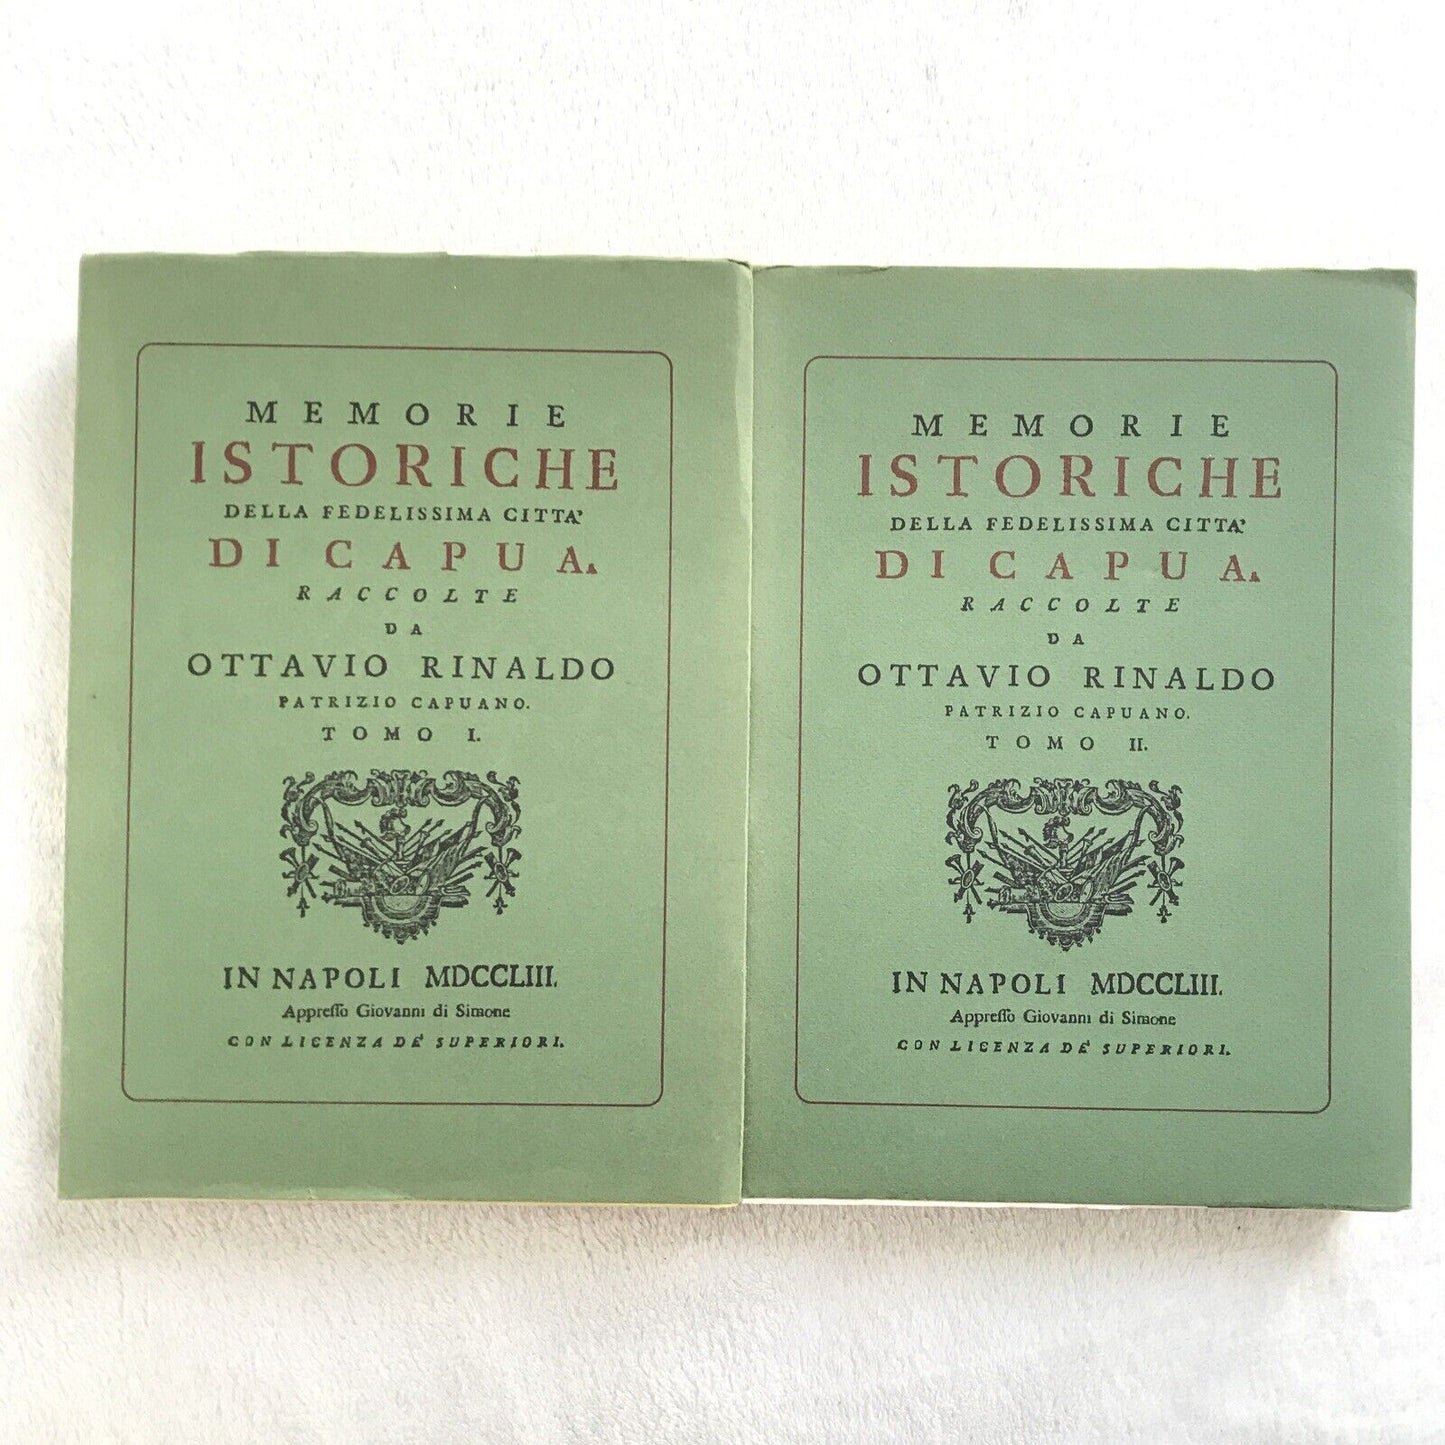 MEMORIE
ISTORICHE
DELLA FEDELISSIMA CITTA'
DI CAPUA.
RACCOLTE
DA
OTTAVIO RINALDO
PATRIZIO CAPUANO.
TOMO I.
IN NAPOLI MDCCLIII.
Appreſſo Giovanni di Simone
CON LICENZA DE' SUPERIORI.
MEMORIE
ISTORICHE
DELLA FEDELISSIMA CITTA'
DI CAPUA.
RACCOLTE
DA
OTTAVIO RINALDO
PATRIZIO CAPUANO.
TOMO II.
IN NAPOLI MDCCLIII.
Appreſſo Giovanni di Simone
CON LICENZA DE' SUPERIORI.